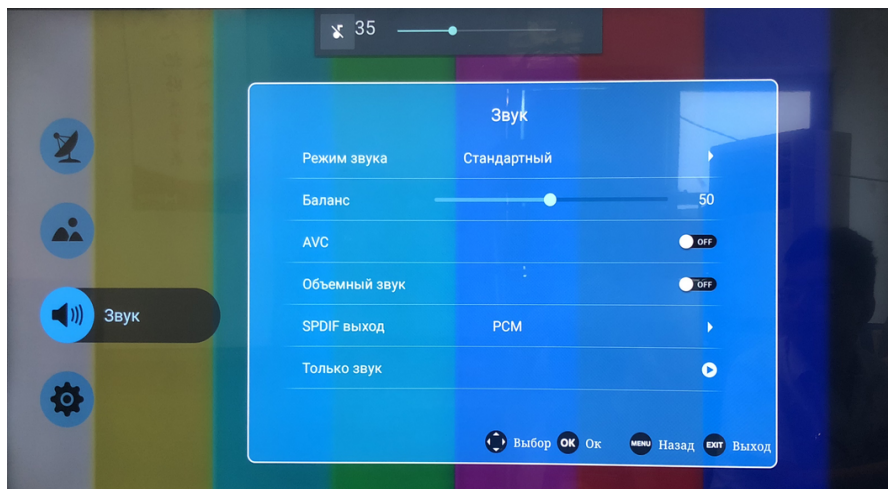 35
Звук
Режим звука Стандартный
Баланс 50
AVC OFF
Объемный звук OFF
Звук
SPDIF выход PCM
Только звук
Выбор OK Ок MENU Назад EXIT Выход